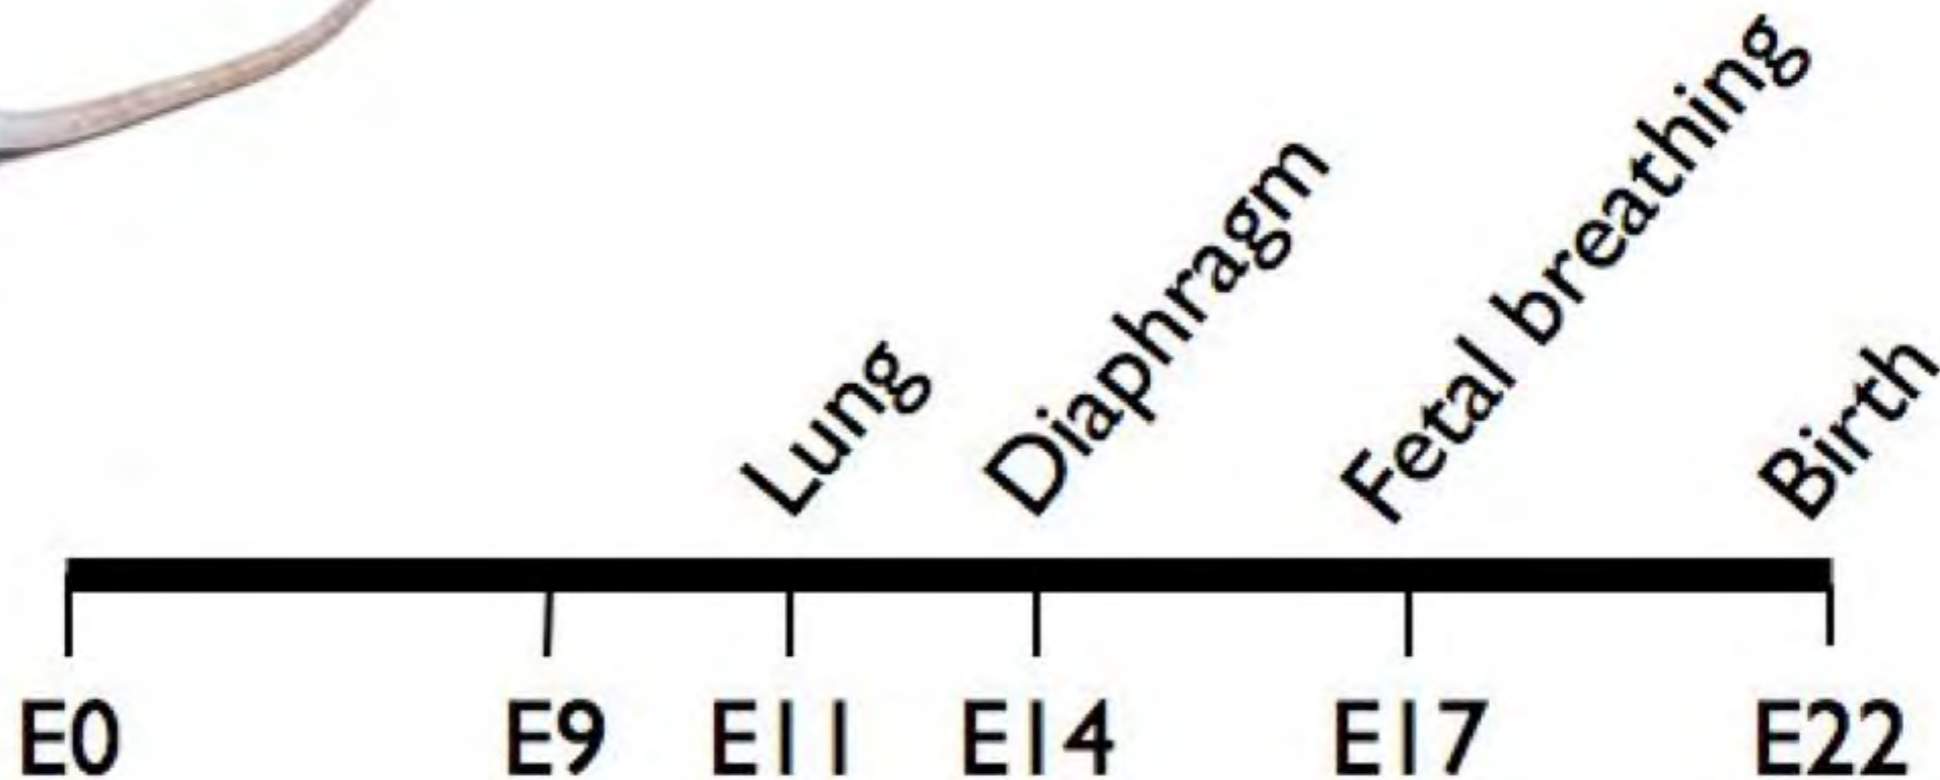 Lung
Diaphragm
Fetal breathing
Birth
E0 E9 E11 E14 E17 E22